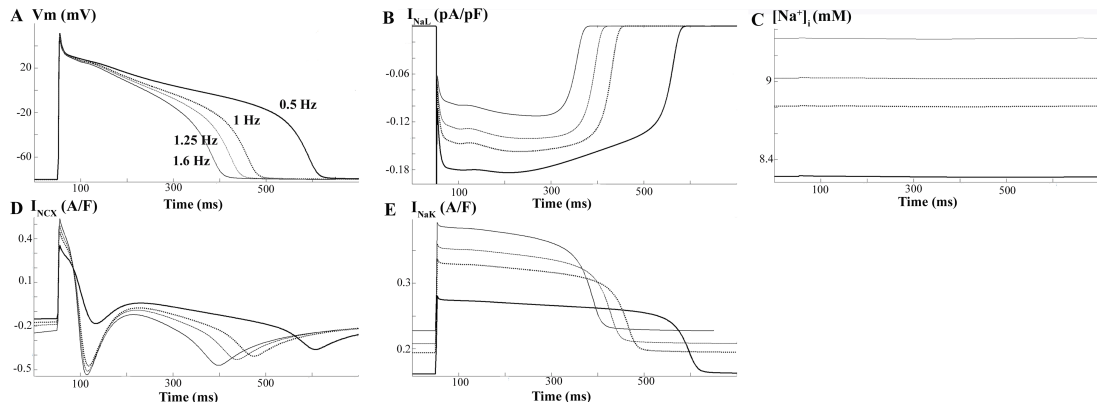 A Vm (mV)
20
-20
-60
0.5 Hz
1 Hz
1.25 Hz
1.6 Hz
100 300 500
Time (ms)
B I_NaL (pA/pF)
-0.06
-0.12
-0.18
100 300 500
Time (ms)
C [Na⁺]i (mM)
9
8.4
100 300 500
Time (ms)
D I_NCX (A/F)
0.4
0.1
-0.2
-0.5
100 300 500
Time (ms)
E I_NaK (A/F)
0.3
0.2
100 300 500
Time (ms)